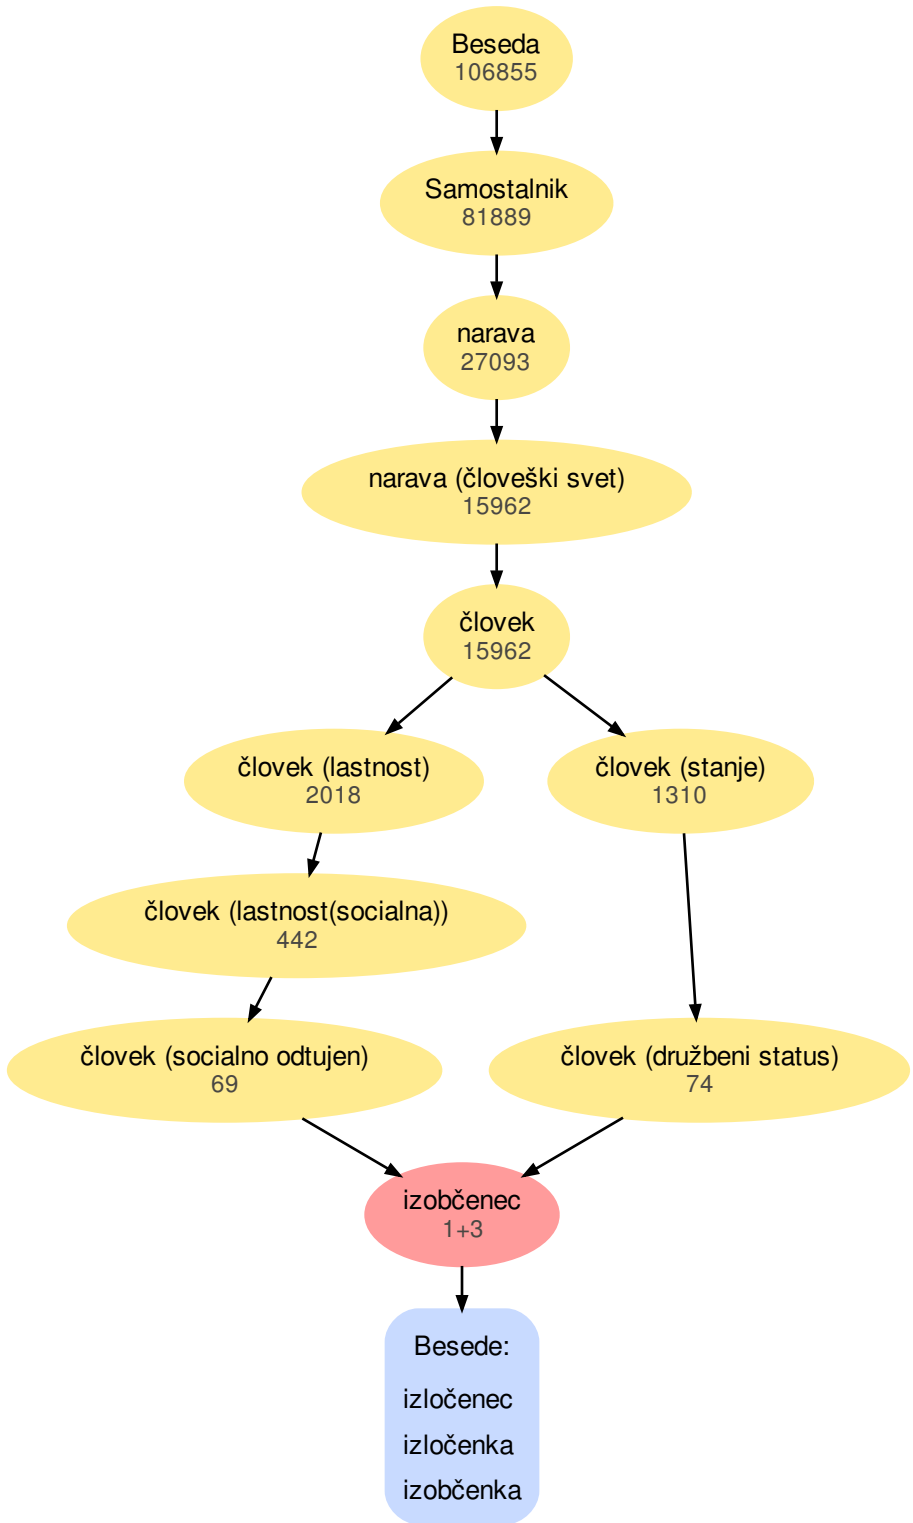 Beseda
106855
Samostalnik
81889
narava
27093
narava (človeški svet)
15962
človek
15962
človek (lastnost)
2018
človek (stanje)
1310
človek (lastnost(socialna))
442
človek (socialno odtujen)
69
človek (družbeni status)
74
izobčenec
1+3
Besede:
izločenec
izločenka
izobčenka